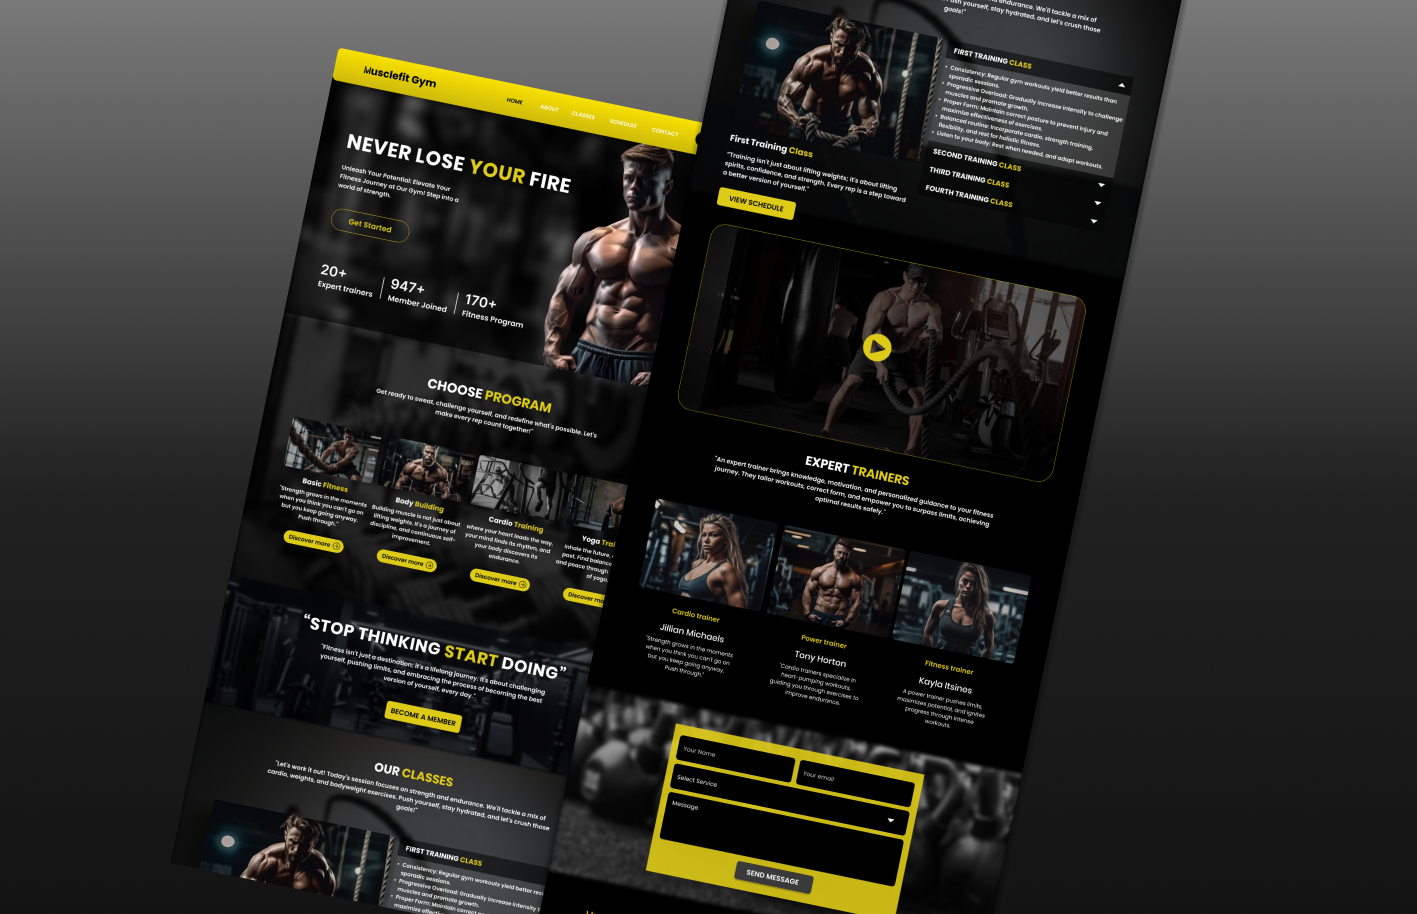 Musclefit Gym
HOME
ABOUT
CLASSES
SCHEDULE
CONTACT
NEVER LOSE YOUR FIRE
Unleash Your Potential: Elevate Your
Fitness Journey at Our Gym! Step into a
world of strength.
Get Started
20+
Expert trainers
947+
Member Joined
170+
Fitness Program
CHOOSE PROGRAM
Get ready to sweat, challenge yourself, and redefine what's possible. Let's
make every rep count together!"
Basic Fitness
"Strength grows in the moments
when you think you can't go on
but you keep going anyway.
Push through."
Discover more
Body Building
Building muscle is not just about
lifting weights. It's a journey of
discipline, and continuous self-
improvement.
Discover more
Cardio Training
where your heart leads the way,
your mind finds its rhythm, and
your body discovers its
endurance.
Discover more
Yoga Trai
Inhale the future,
past. Find balance
and peace through
of yoga.
Discover mo
“STOP THINKING START DOING”
"Fitness isn't just a destination; it's a lifelong journey. It's about challenging
yourself, pushing limits, and embracing the process of becoming the best
version of yourself, every day."
BECOME A MEMBER
OUR CLASSES
"Let's work it out! Today's session focuses on strength and endurance. We'll tackle a mix of
cardio, weights, and bodyweight exercises. Push yourself, stay hydrated, and let's crush those
goals!"
FIRST TRAINING CLASS
• Consistency: Regular gym workouts yield better res
sporadic sessions.
• Progressive Overload: Gradually increase intensity t
muscles and promote growth.
• Proper Form: Maintain correct
maximize
and endurance. We'll tackle a mix of
Push yourself, stay hydrated, and let's crush those
goals!"
FIRST TRAINING CLASS
• Consistency: Regular gym workouts yield better results than
sporadic sessions.
• Progressive Overload: Gradually increase intensity to challenge
muscles and promote growth.
• Proper Form: Maintain correct posture to prevent injury and
maximize effectiveness of exercises.
• Balanced routine: Incorporate cardio, strength training,
flexibility, and rest for holistic fitness.
• Listen to your body: Rest when needed, and adapt workouts.
SECOND TRAINING CLASS
THIRD TRAINING CLASS
FOURTH TRAINING CLASS
First Training Class
"Training isn't just about lifting weights; it's about lifting
spirits, confidence, and strength. Every rep is a step toward
a better version of yourself."
VIEW SCHEDULE
EXPERT TRAINERS
"An expert trainer brings knowledge, motivation, and personalized guidance to your fitness
journey. They tailor workouts, correct form, and empower you to surpass limits, achieving
optimal results safely."
Cardio trainer
Jillian Michaels
"Strength grows in the moments
when you think you can't go on
but you keep going anyway.
Push through."
Power trainer
Tony Horton
"Cardio trainers specialize in
heart-pumping workouts,
guiding you through exercises to
improve endurance.
Fitness trainer
Kayla Itsines
A power trainer pushes limits,
maximizes potential, and ignites
progress through intense
workouts.
Your Name
Your email
Select Service
Message
SEND MESSAGE